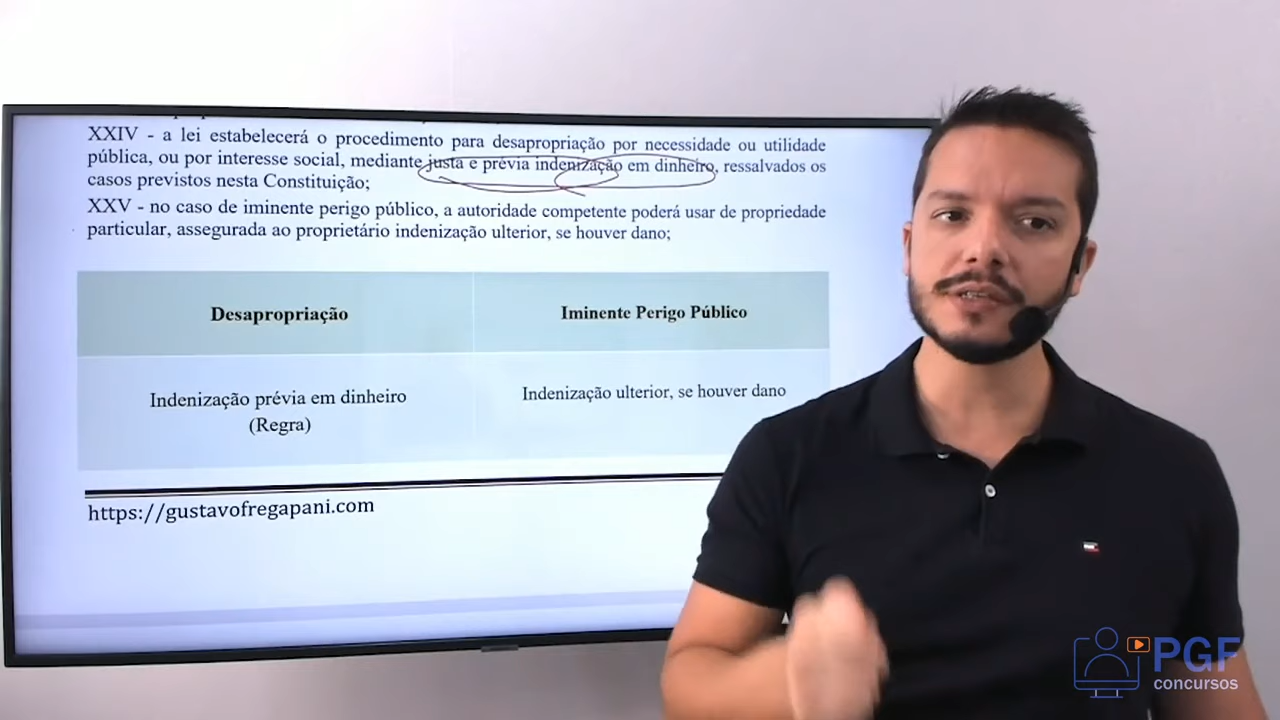 XXIV - a lei estabelecerá o procedimento para desapropriação por necessidade ou utilidade
pública, ou por interesse social, mediante justa e prévia indenização em dinheiro, ressalvados os
casos previstos nesta Constituição;
XXV - no caso de iminente perigo público, a autoridade competente poderá usar de propriedade
particular, assegurada ao proprietário indenização ulterior, se houver dano;
Desapropriação
Iminente Perigo Público
Indenização prévia em dinheiro
(Regra)
Indenização ulterior, se houver dano
https://gustavofregapani.com
PGF
concursos